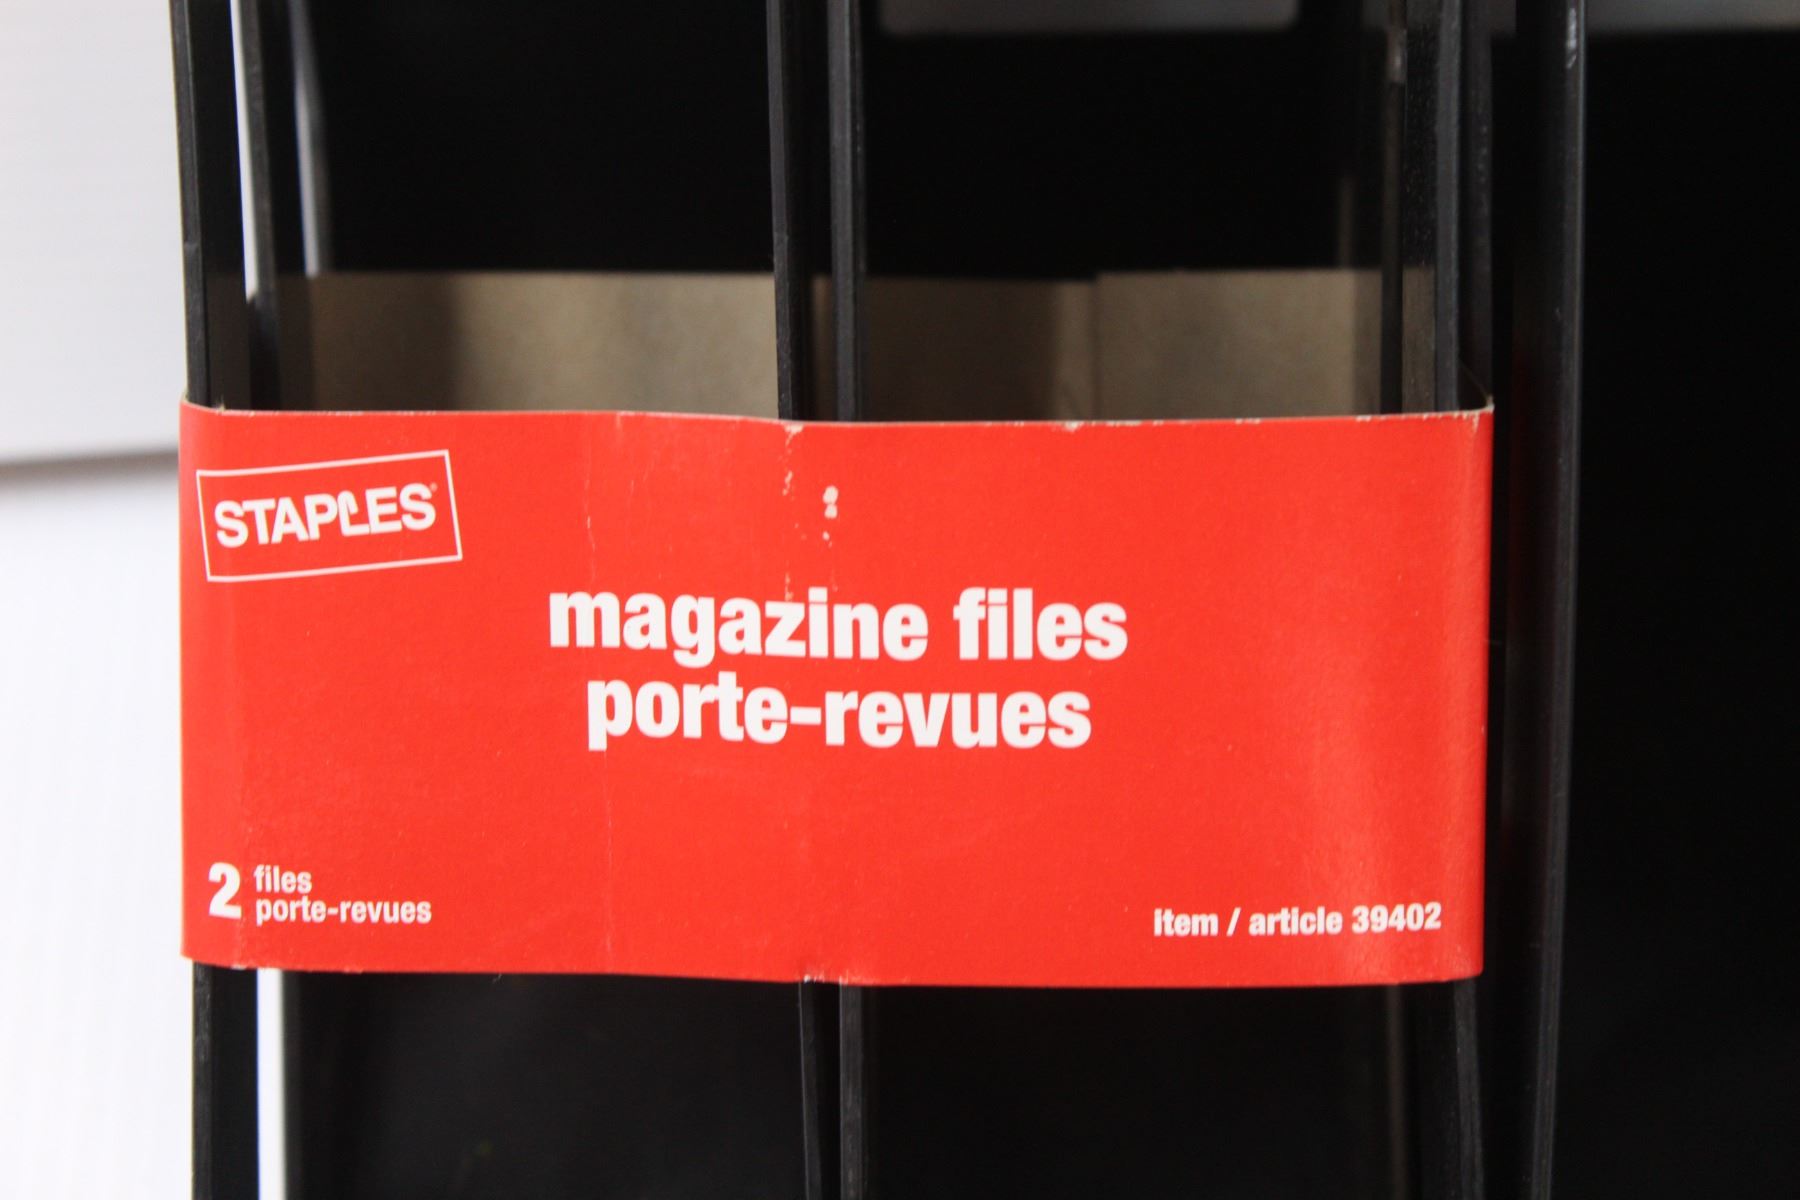 STAPLES®
magazine files
porte-revues
2 files
porte-revues
item / article 39402